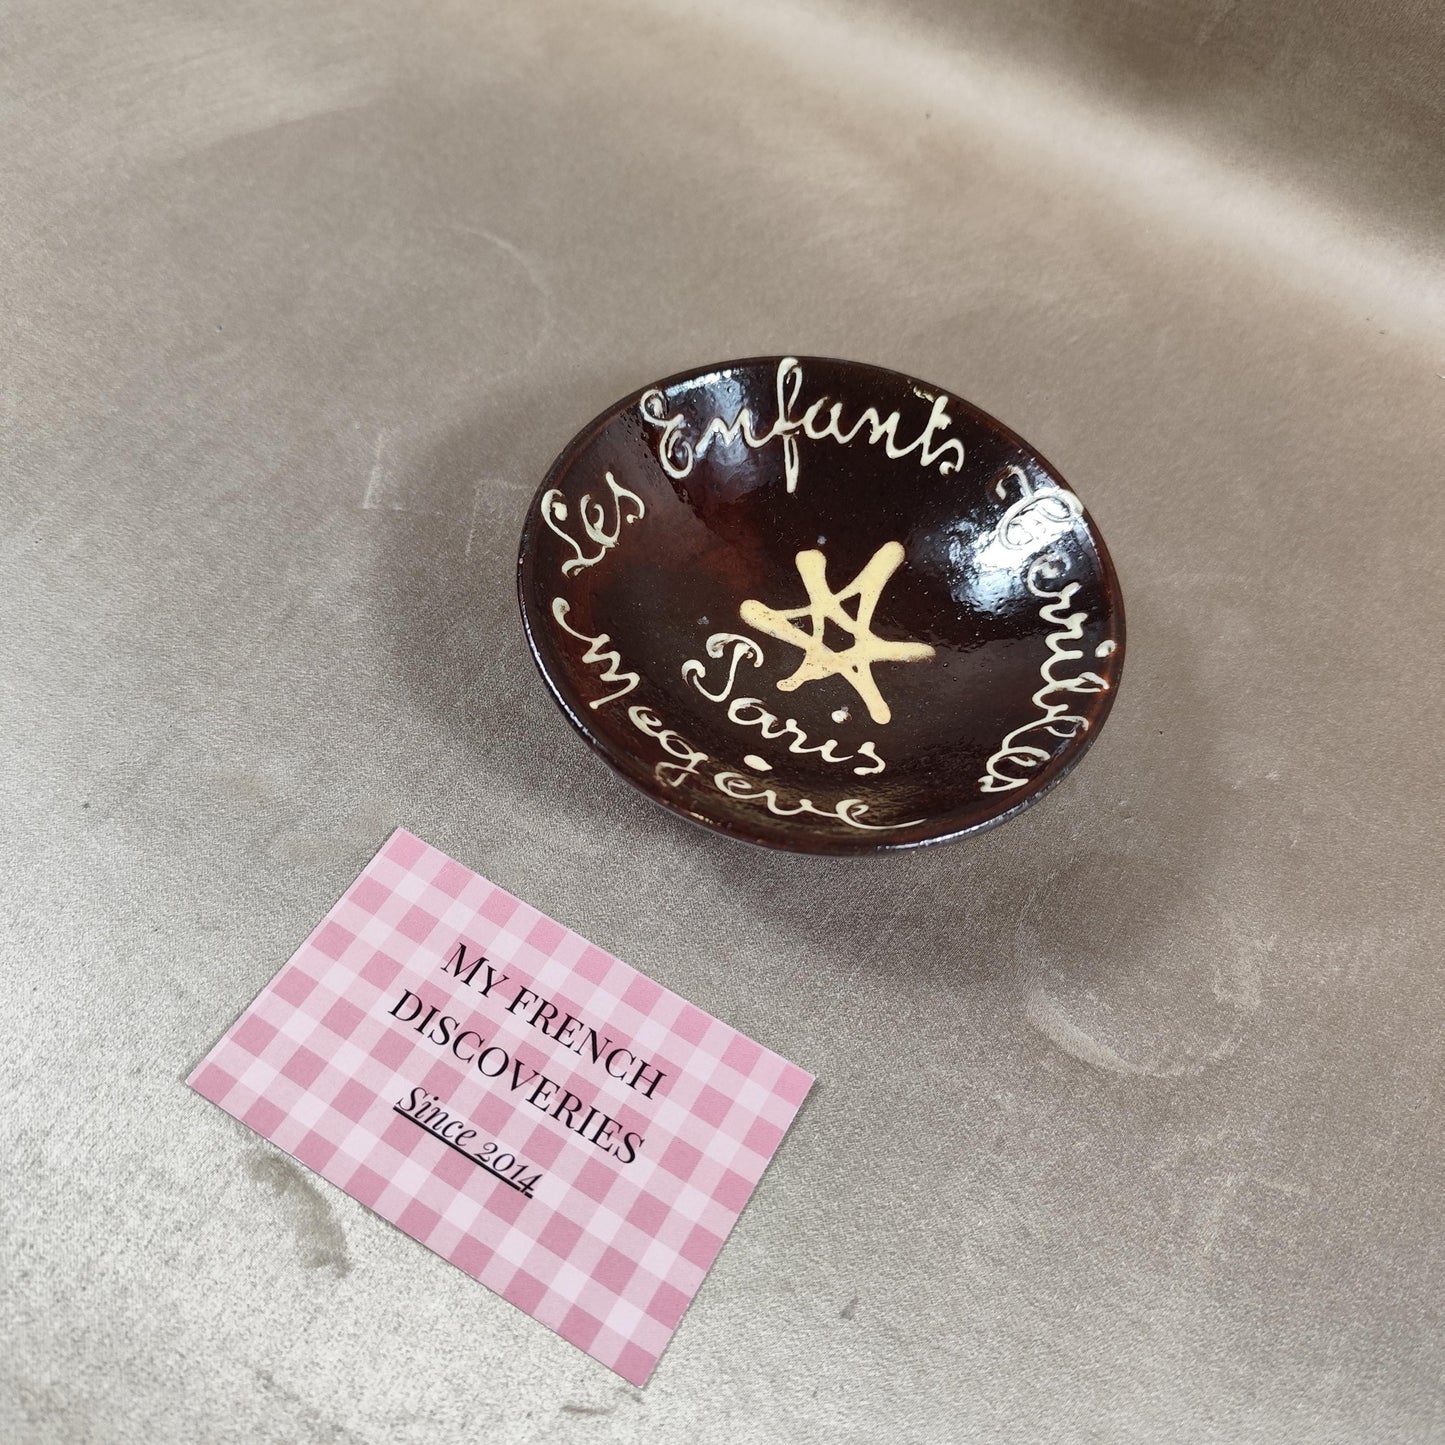 Les Enfants Terribles
Paris
Megève
MY FRENCH
DISCOVERIES
Since 2014